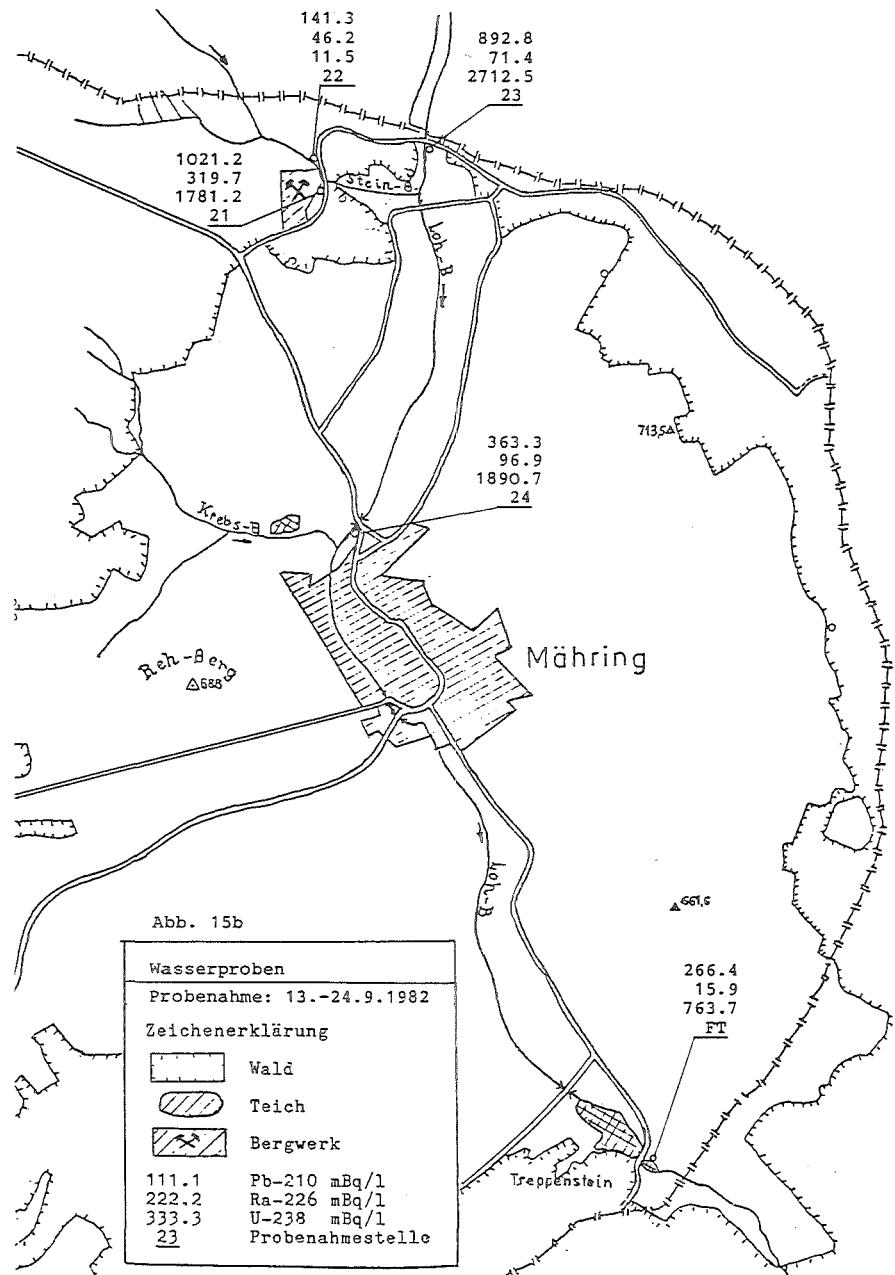 141.3
46.2
11.5
22
892.8
71.4
2712.5
23
1021.2
319.7
1781.2
21
Stein-B
Loh-B
713,5
363.3
96.9
1890.7
24
Krebs-B
Reh-Berg
688
Mähring
Loh-B
661,6
Abb. 15b
266.4
15.9
763.7
FT
Treppenstein
Wasserproben
Probenahme: 13.-24.9.1982
Zeichenerklärung
Wald
Teich
Bergwerk
111.1 Pb-210 mBq/l
222.2 Ra-226 mBq/l
333.3 U-238 mBq/l
23 Probenahmestelle